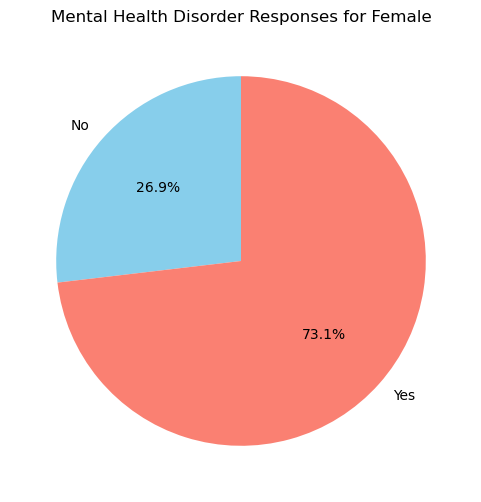 Mental Health Disorder Responses for Female
No
26.9%
73.1%
Yes